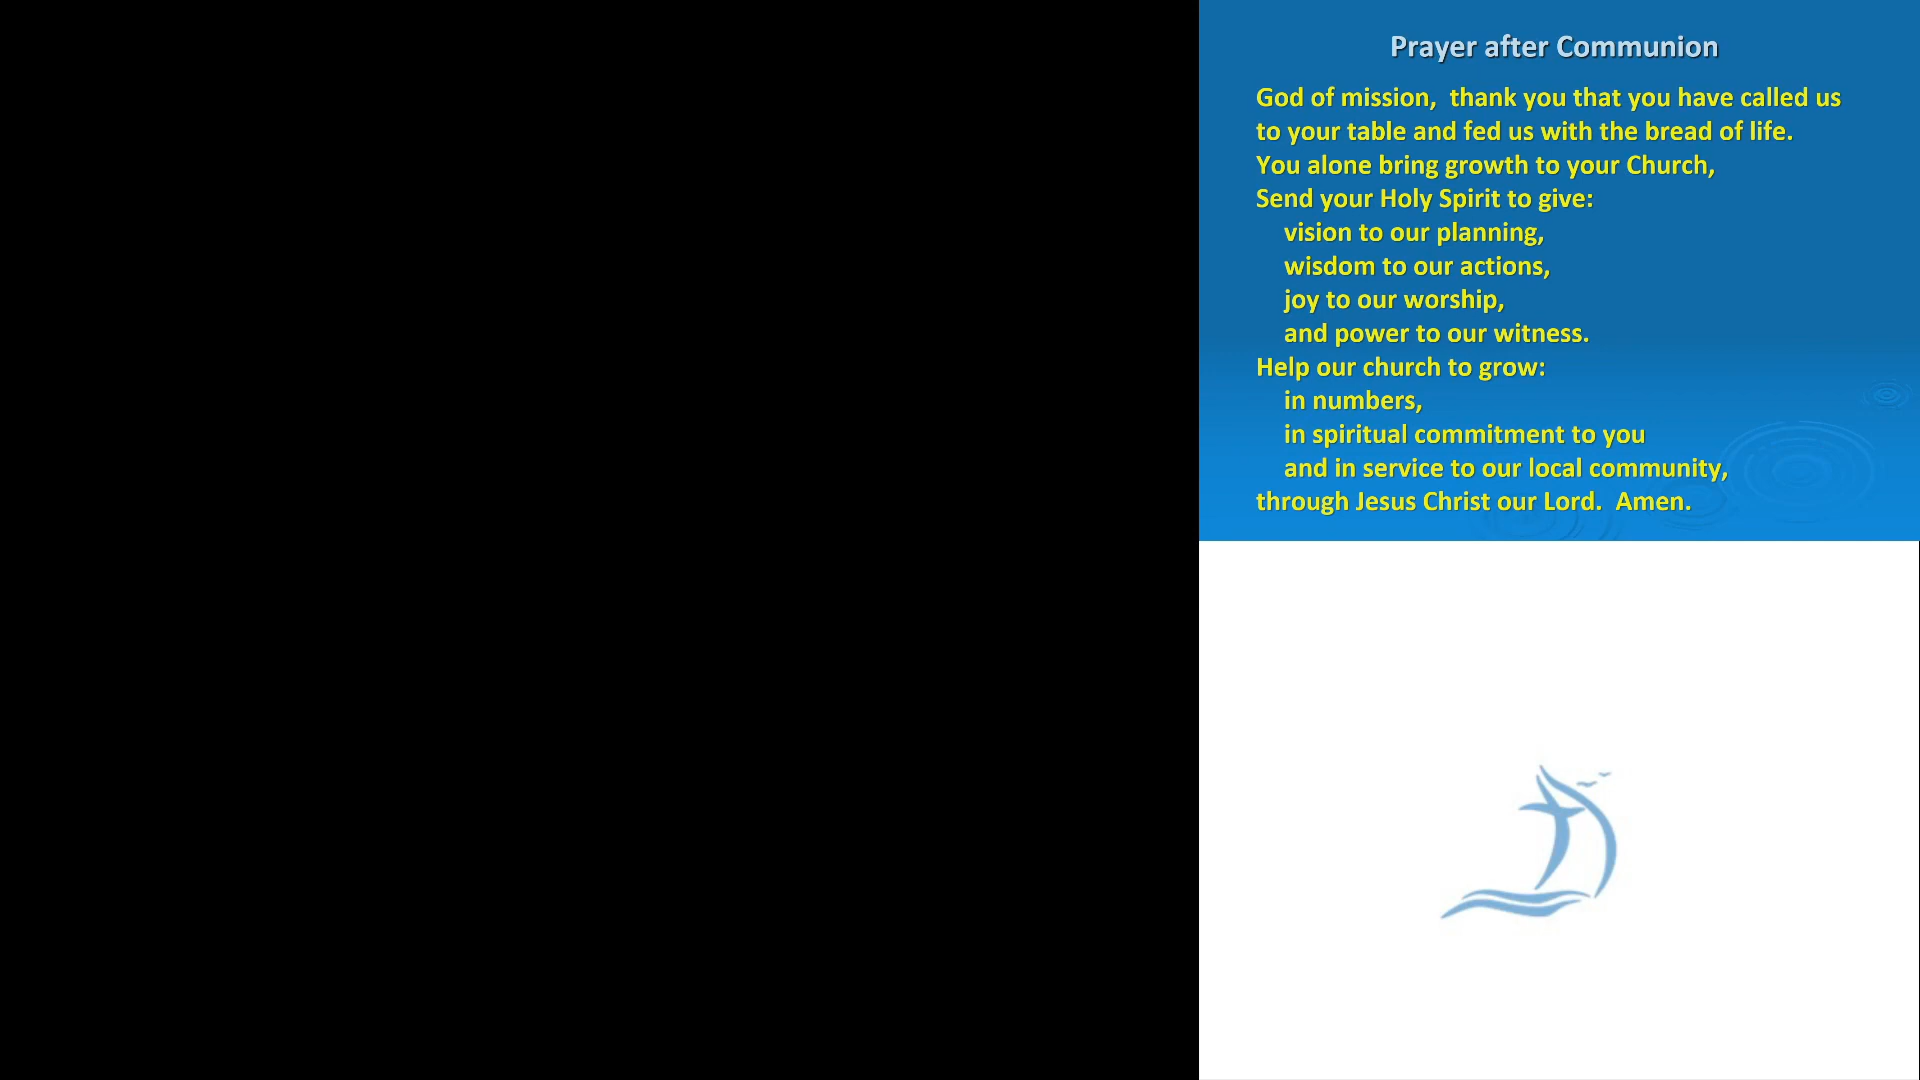 Prayer after Communion
God of mission,  thank you that you have called us
to your table and fed us with the bread of life.
You alone bring growth to your Church,
Send your Holy Spirit to give:
vision to our planning,
wisdom to our actions,
joy to our worship,
and power to our witness.
Help our church to grow:
in numbers,
in spiritual commitment to you
and in service to our local community,
through Jesus Christ our Lord.  Amen.